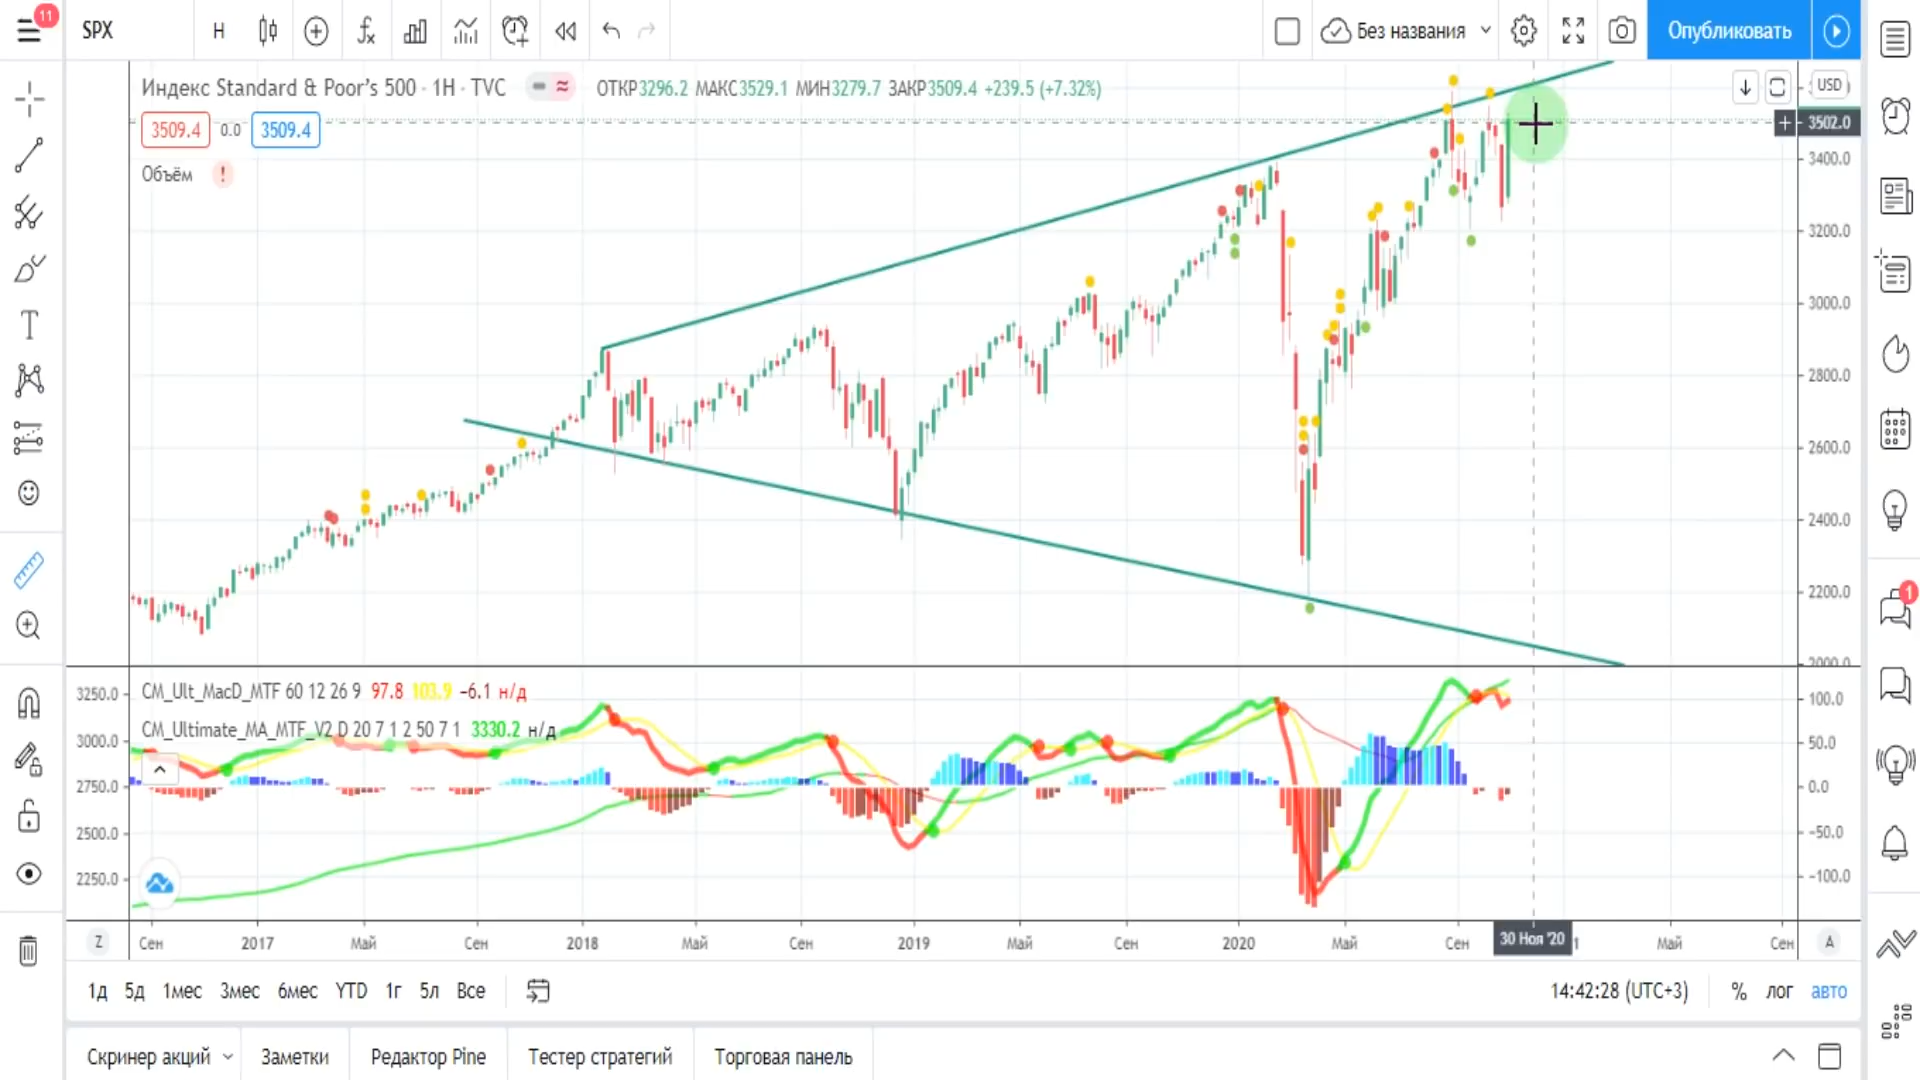 11
SPX
Н
Без названия
Опубликовать
Индекс Standard & Poor's 500 · 1Н · TVC
ОТКР3296.2 МАКС3529.1 МИН3279.7 ЗАКР3509.4 +239.5 (+7.32%)
USD
3509.4 0.0 3509.4
3502.0
Объём !
3400.0
3200.0
3000.0
2800.0
2600.0
2400.0
2200.0
2000.0
1
CM_Ult_MacD_MTF 60 12 26 9 97.8 103.9 −6.1 н/д
CM_Ultimate_MA_MTF_V2 D 20 7 1 2 50 7 1 3330.2 н/д
3250.0
3000.0
2750.0
2500.0
2250.0
100.0
50.0
0.0
−50.0
−100.0
Z Сен 2017 Май Сен 2018 Май Сен 2019 Май Сен 2020 Май Сен 30 Ноя '20 1 Май Сен A
1д 5д 1мес 3мес 6мес YTD 1г 5л Все
14:42:28 (UTC+3) % лог авто
Скринер акций Заметки Редактор Pine Тестер стратегий Торговая панель